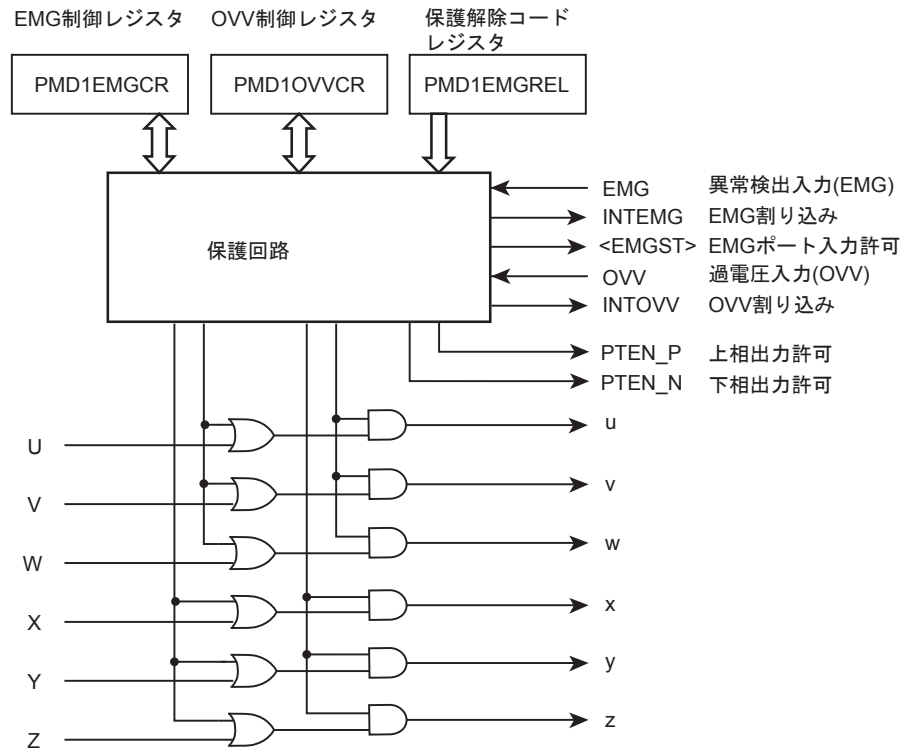 EMG制御レジスタ
OVV制御レジスタ
保護解除コード
レジスタ
PMD1EMGCR
PMD1OVVCR
PMD1EMGREL
保護回路
EMG 異常検出入力(EMG)
INTEMG EMG割り込み
<EMGST> EMGポート入力許可
OVV 過電圧入力(OVV)
INTOVV OVV割り込み
PTEN_P 上相出力許可
PTEN_N 下相出力許可
U
u
V
v
W
w
X
x
Y
y
Z
z